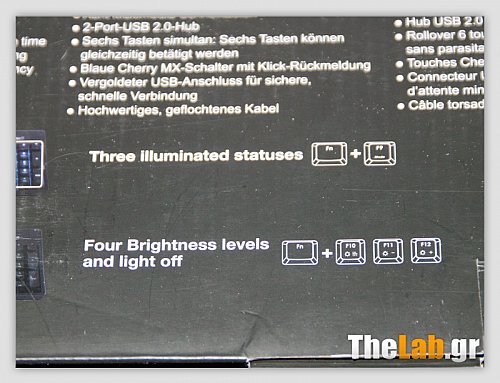 time
ng
ncy
• 2-Port-USB 2.0-Hub
• Sechs Tasten simultan: Sechs Tasten können
gleichzeitig betätigt werden
• Blaue Cherry MX-Schalter mit Klick-Rückmeldung
• Vergoldeter USB-Anschluß für sichere,
schnelle Verbindung
• Hochwertiges, geflochtenes Kabel
• Hub USB 2.0
• Rollover 6 tou
sans parasita
• Touches Che
• Connecteur U
d'attente min
• Câble torsad
Three illuminated statuses Fn + F9 Mode
Four Brightness levels
and light off
Fn + F10 F11 - F12 +
TheLab.gr